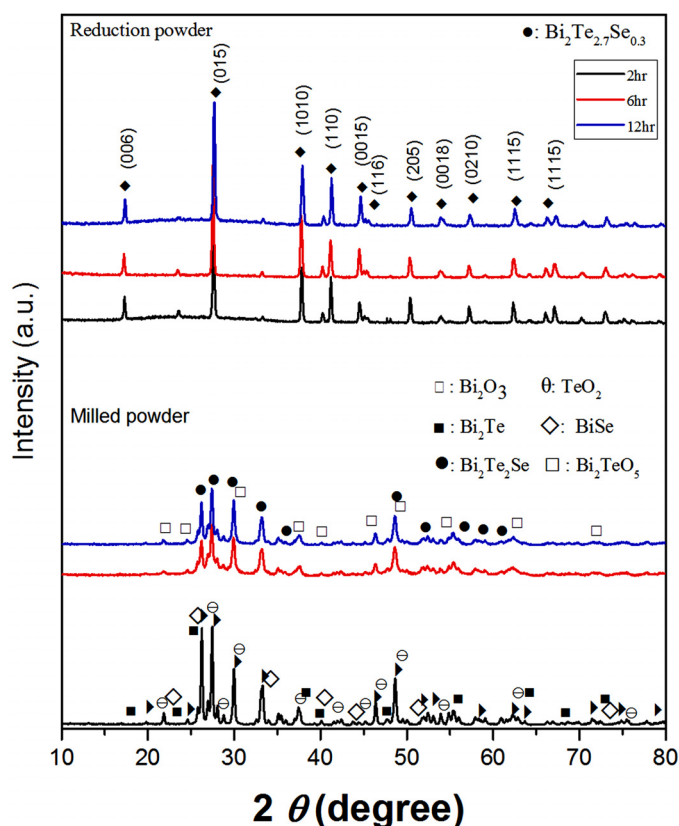 Reduction powder
●: Bi₂Te₂.₇Se₀.₃
2hr
6hr
12hr
(006)
(015)
(1010)
(110)
(0015)
(116)
(205)
(0018)
(0210)
(1115)
(1115)
Intensity (a.u.)
□: Bi₂O₃ θ: TeO₂
Milled powder
■: Bi₂Te ◇: BiSe
●: Bi₂Te₂Se □: Bi₂TeO₅
10 20 30 40 50 60 70 80
2 θ (degree)